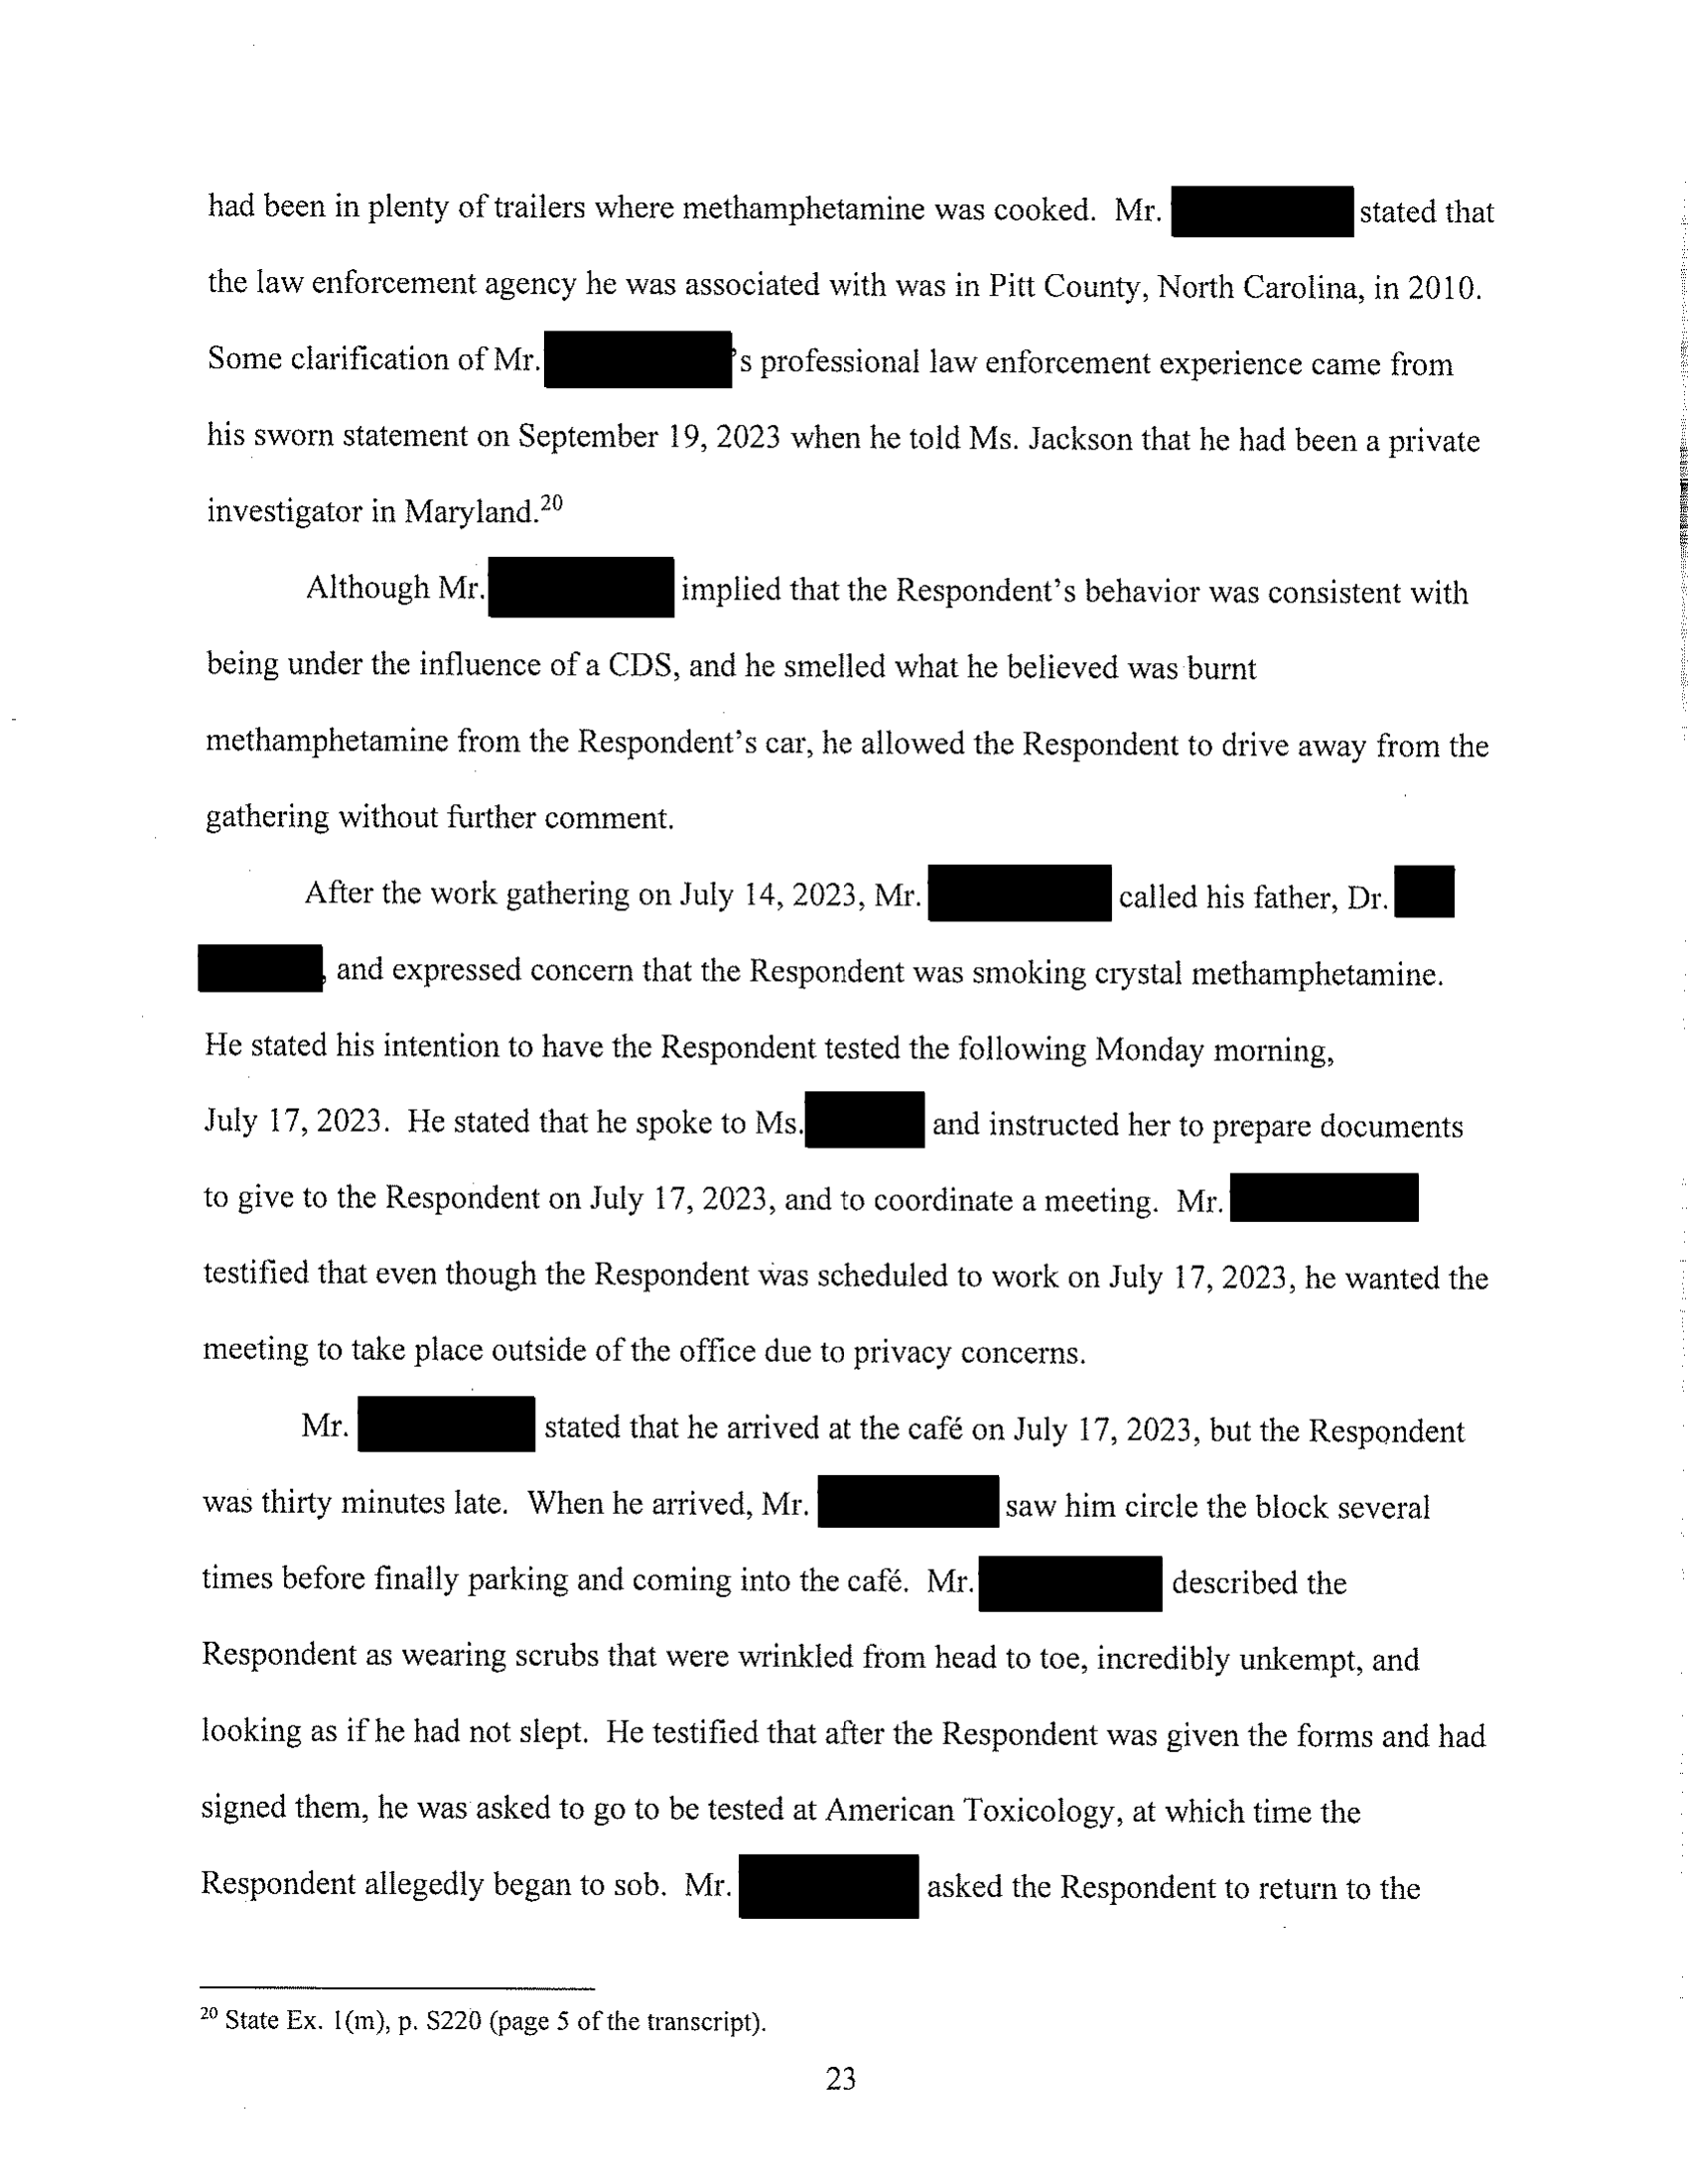 had been in plenty of trailers where methamphetamine was cooked. Mr. stated that
the law enforcement agency he was associated with was in Pitt County, North Carolina, in 2010.
Some clarification of Mr. 's professional law enforcement experience came from
his sworn statement on September 19, 2023 when he told Ms. Jackson that he had been a private
investigator in Maryland.20
Although Mr. implied that the Respondent's behavior was consistent with
being under the influence of a CDS, and he smelled what he believed was burnt
methamphetamine from the Respondent's car, he allowed the Respondent to drive away from the
gathering without further comment.
After the work gathering on July 14, 2023, Mr. called his father, Dr.
, and expressed concern that the Respondent was smoking crystal methamphetamine.
He stated his intention to have the Respondent tested the following Monday morning,
July 17, 2023. He stated that he spoke to Ms. and instructed her to prepare documents
to give to the Respondent on July 17, 2023, and to coordinate a meeting. Mr.
testified that even though the Respondent was scheduled to work on July 17, 2023, he wanted the
meeting to take place outside of the office due to privacy concerns.
Mr. stated that he arrived at the café on July 17, 2023, but the Respondent
was thirty minutes late. When he arrived, Mr. saw him circle the block several
times before finally parking and coming into the café. Mr. described the
Respondent as wearing scrubs that were wrinkled from head to toe, incredibly unkempt, and
looking as if he had not slept. He testified that after the Respondent was given the forms and had
signed them, he was asked to go to be tested at American Toxicology, at which time the
Respondent allegedly began to sob. Mr. asked the Respondent to return to the
20 State Ex. 1(m), p. S220 (page 5 of the transcript).
23